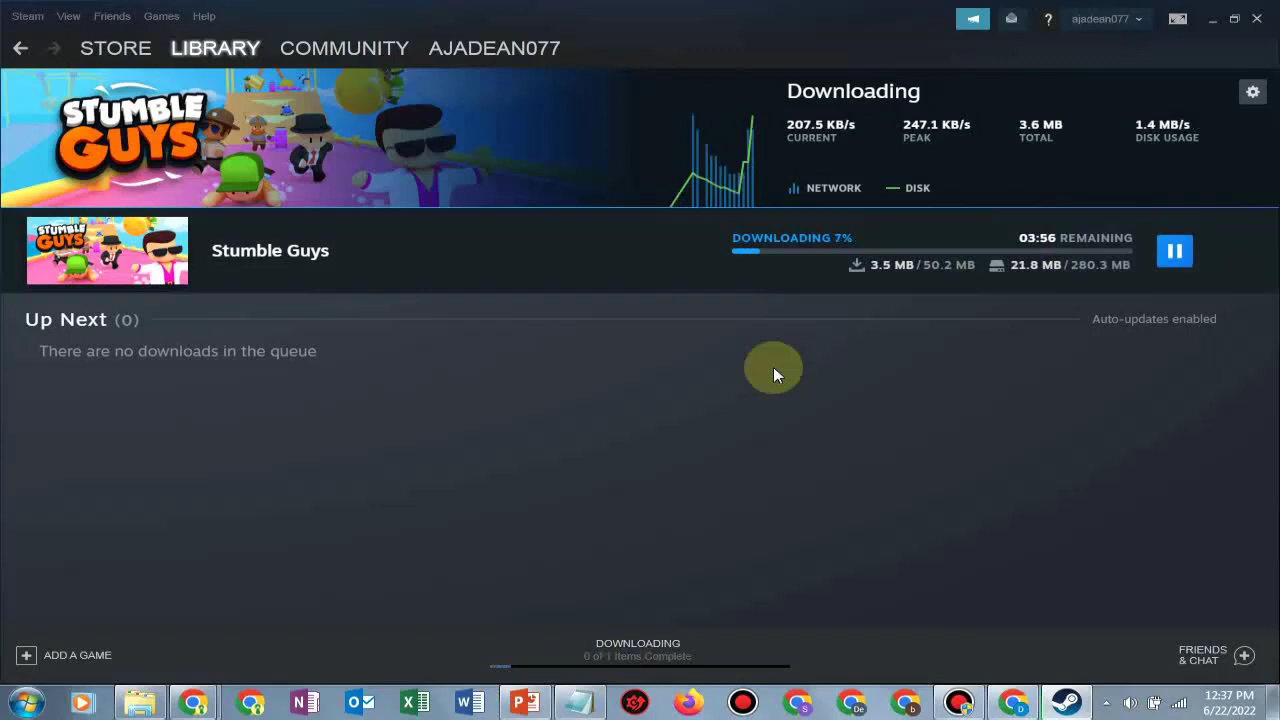 Steam View Friends Games Help
ajadean077
STORE LIBRARY COMMUNITY AJADEAN077
STUMBLE
GUYS
Downloading
207.5 KB/s 247.1 KB/s 3.6 MB 1.4 MB/s
CURRENT PEAK TOTAL DISK USAGE
NETWORK DISK
STUMBLE
GUYS
Stumble Guys
DOWNLOADING 7% 03:56 REMAINING
3.5 MB / 50.2 MB 21.8 MB / 280.3 MB
Up Next (0)
Auto-updates enabled
There are no downloads in the queue
+ ADD A GAME
DOWNLOADING
0 of 1 Items Complete
FRIENDS
& CHAT
12:37 PM
6/22/2022